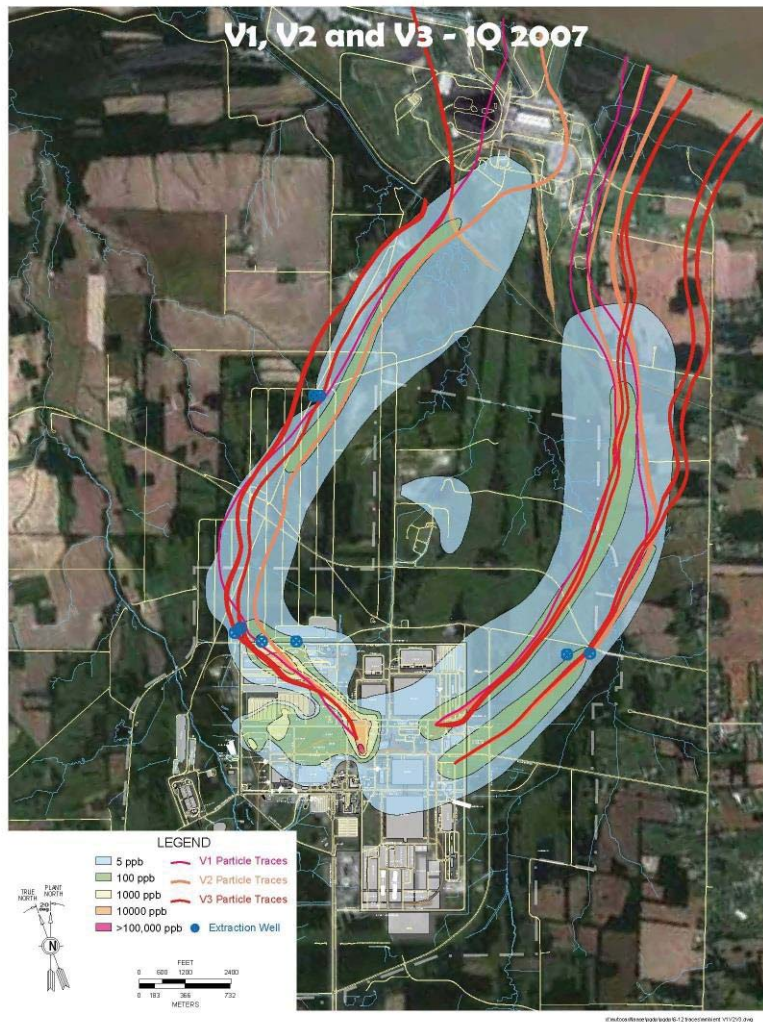 V1, V2 and V3 - 1Q 2007
LEGEND
5 ppb
100 ppb
1000 ppb
10000 ppb
>100,000 ppb
V1 Particle Traces
V2 Particle Traces
V3 Particle Traces
Extraction Well
TRUE NORTH
PLANT NORTH
N
FEET
0 600 1200 2400
0 183 366 732
METERS